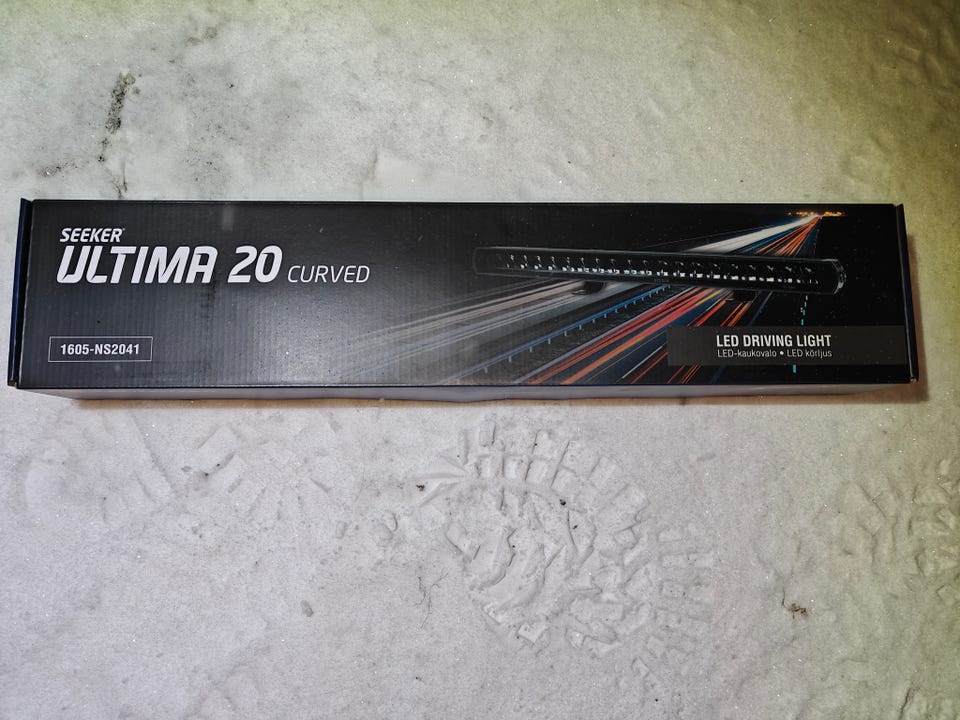 SEEKER®
ULTIMA 20 CURVED
1605-NS2041
LED DRIVING LIGHT
LED-kaukovalo • LED körljus